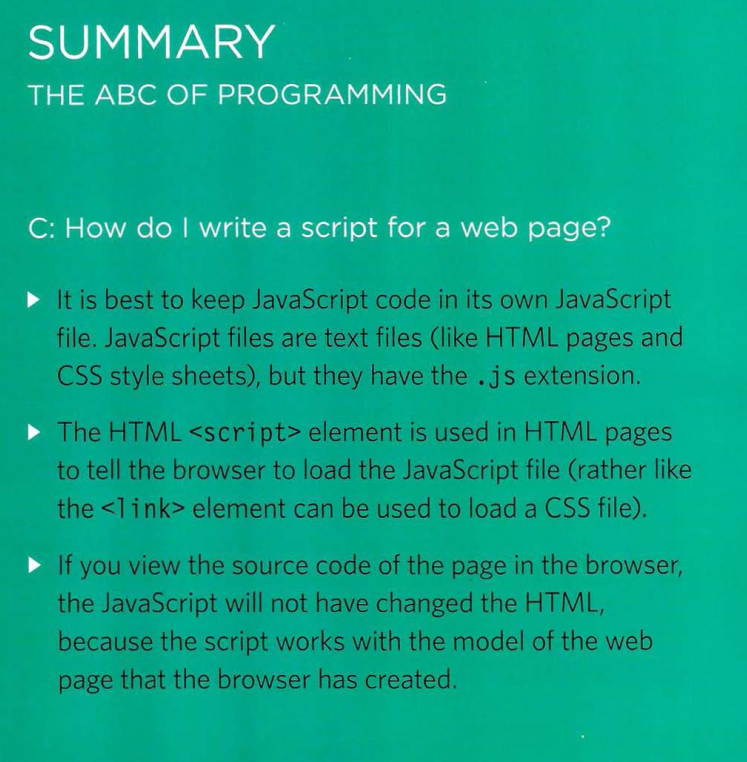 SUMMARY
THE ABC OF PROGRAMMING
C: How do I write a script for a web page?
▶ It is best to keep JavaScript code in its own JavaScript
file. JavaScript files are text files (like HTML pages and
CSS style sheets), but they have the .js extension.
▶ The HTML <script> element is used in HTML pages
to tell the browser to load the JavaScript file (rather like
the <link> element can be used to load a CSS file).
▶ If you view the source code of the page in the browser,
the JavaScript will not have changed the HTML,
because the script works with the model of the web
page that the browser has created.